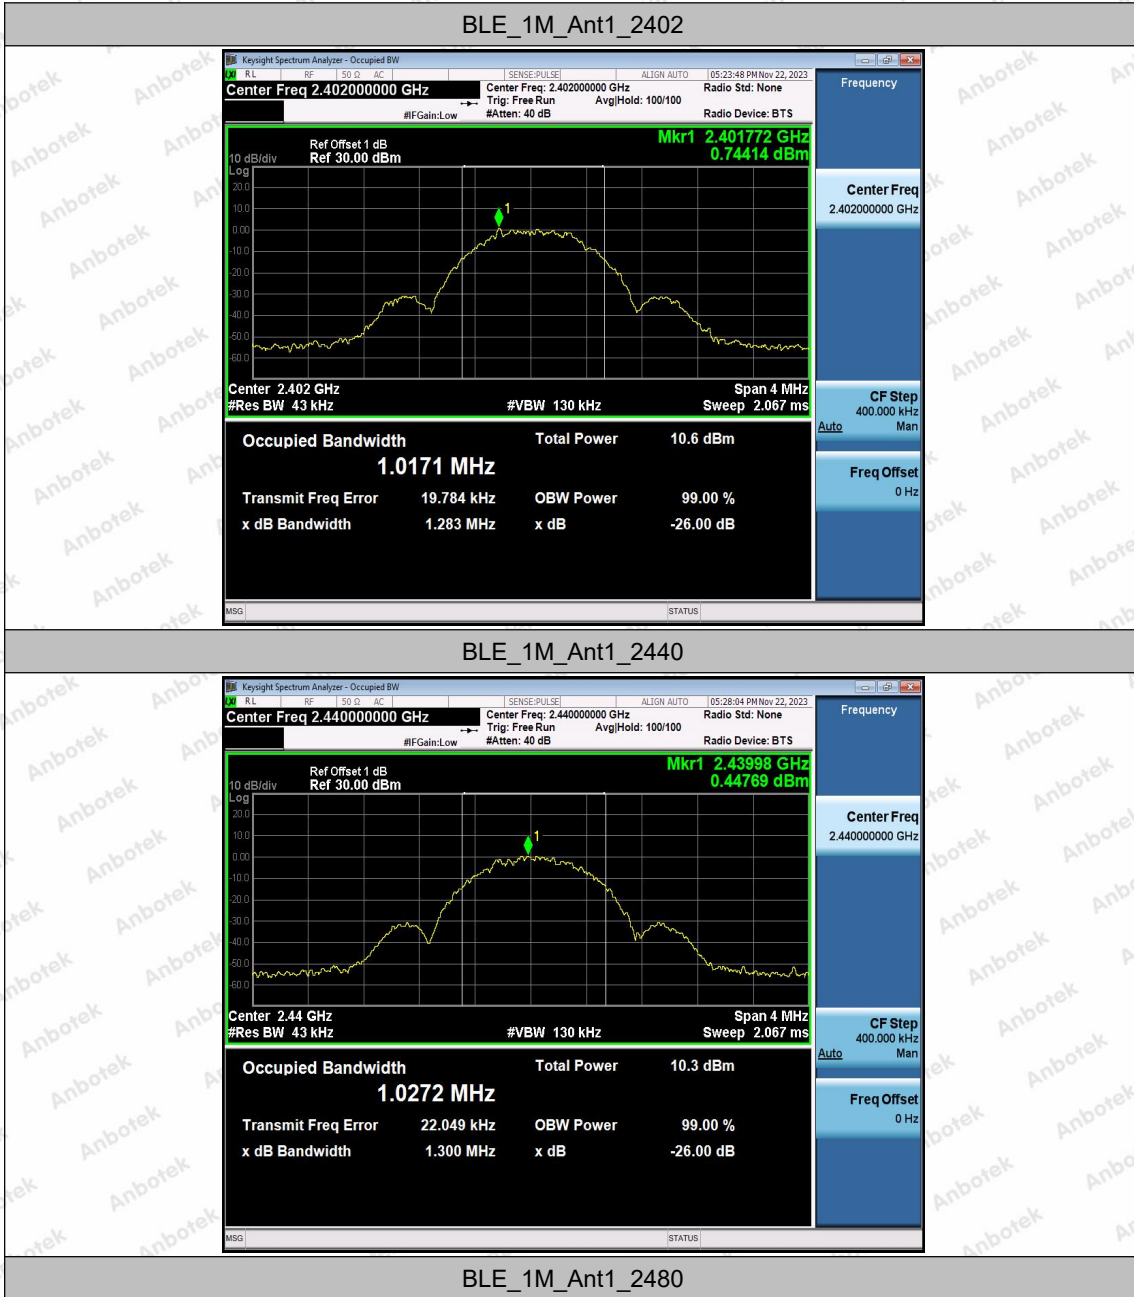 BLE_1M_Ant1_2402
Keysight Spectrum Analyzer - Occupied BW
LXI RL RF 50 Ω AC SENSE:PULSE ALIGN AUTO 05:23:48 PM Nov 22, 2023
Center Freq 2.402000000 GHz Center Freq: 2.402000000 GHz Radio Std: None
Trig: Free Run Avg|Hold: 100/100
#IFGain:Low #Atten: 40 dB Radio Device: BTS
Frequency
Mkr1 2.401772 GHz
0.74414 dBm
Ref Offset 1 dB
10 dB/div Ref 30.00 dBm
Log
20.0
10.0
0.00
-10.0
-20.0
-30.0
-40.0
-50.0
-60.0
1
Center Freq
2.402000000 GHz
Center 2.402 GHz Span 4 MHz
#Res BW 43 kHz #VBW 130 kHz Sweep 2.067 ms
CF Step
400.000 kHz
Auto Man
Occupied Bandwidth Total Power 10.6 dBm
1.0171 MHz
Freq Offset
0 Hz
Transmit Freq Error 19.784 kHz OBW Power 99.00 %
x dB Bandwidth 1.283 MHz x dB -26.00 dB
MSG STATUS
BLE_1M_Ant1_2440
Keysight Spectrum Analyzer - Occupied BW
LXI RL RF 50 Ω AC SENSE:PULSE ALIGN AUTO 05:28:04 PM Nov 22, 2023
Center Freq 2.440000000 GHz Center Freq: 2.440000000 GHz Radio Std: None
Trig: Free Run Avg|Hold: 100/100
#IFGain:Low #Atten: 40 dB Radio Device: BTS
Frequency
Mkr1 2.43998 GHz
0.44769 dBm
Ref Offset 1 dB
10 dB/div Ref 30.00 dBm
Log
20.0
10.0
0.00
-10.0
-20.0
-30.0
-40.0
-50.0
-60.0
1
Center Freq
2.440000000 GHz
Center 2.44 GHz Span 4 MHz
#Res BW 43 kHz #VBW 130 kHz Sweep 2.067 ms
CF Step
400.000 kHz
Auto Man
Occupied Bandwidth Total Power 10.3 dBm
1.0272 MHz
Freq Offset
0 Hz
Transmit Freq Error 22.049 kHz OBW Power 99.00 %
x dB Bandwidth 1.300 MHz x dB -26.00 dB
MSG STATUS
BLE_1M_Ant1_2480
Anbotek